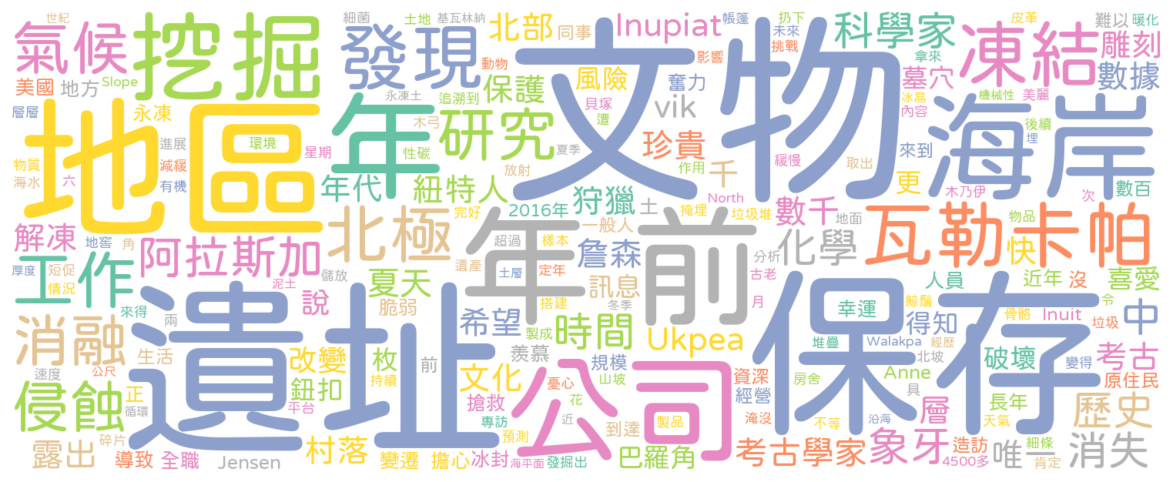 世紀 細菌 土地 基瓦林納 帳篷 扔下 皮革 暖化
氣候 挖掘 發現 北部 同事 Inupiat 文物 未來 挑戰 科學家 拿來 難以 雕刻
美國 地方 Slope 動物 影響 墓穴 凍結 數據
層層 永凍 永凍土 追溯到 保護 風險 奮力 貝塚 遭 冰晶 機械性 美麗
地區 環境 木弓 年 研究 vik 內容 海岸 後續 埋
物質 進展 減緩 星期 性碳 放射 夏季 珍貴 作用 緩慢 取出 來到 數百
海水 六 有機 年代 紐特人 狩獵 千 North 木乃伊 更 次
解凍 地窖 角 北極 完好 2016年 一般人 土 掩埋 垃圾堆 數千 地面 瓦勒卡帕 物品
阿拉斯加 年前 超過 樣本 詹森 化學 分析 快
厚度 短促 工作 情況 泥土 儲放 夏天 遺產 土層 定年 訊息 古老 人員 近年 沒 喜愛
來得 兩 說 脆弱 搭建 冬季 月 保存 幸運 鯨鬚 骨骼 令 垃圾 中
消融 遺址 希望 製成 時間 Ukpea 堆疊 Walakpa 得知 Inuit
生活 改變 枚 前 羨慕 規模 山坡 經歷 北坡 破壞 變得 考古
速度 公尺 鈕扣 持續 文化 公司 憂心 資深 房舍 Anne 原住民
侵蝕 正 循環 平台 搶救 專訪 花 經營 具 層 長年 歷史
碎片 村落 預測 近 到達 製品 淹沒 不等 沿海 天氣
露出 導致 全職 Jensen 變遷 擔心 冰封 海平面 發掘出 巴羅角 考古學家 象牙 造訪 4500多 唯一 細條 肯定 消失